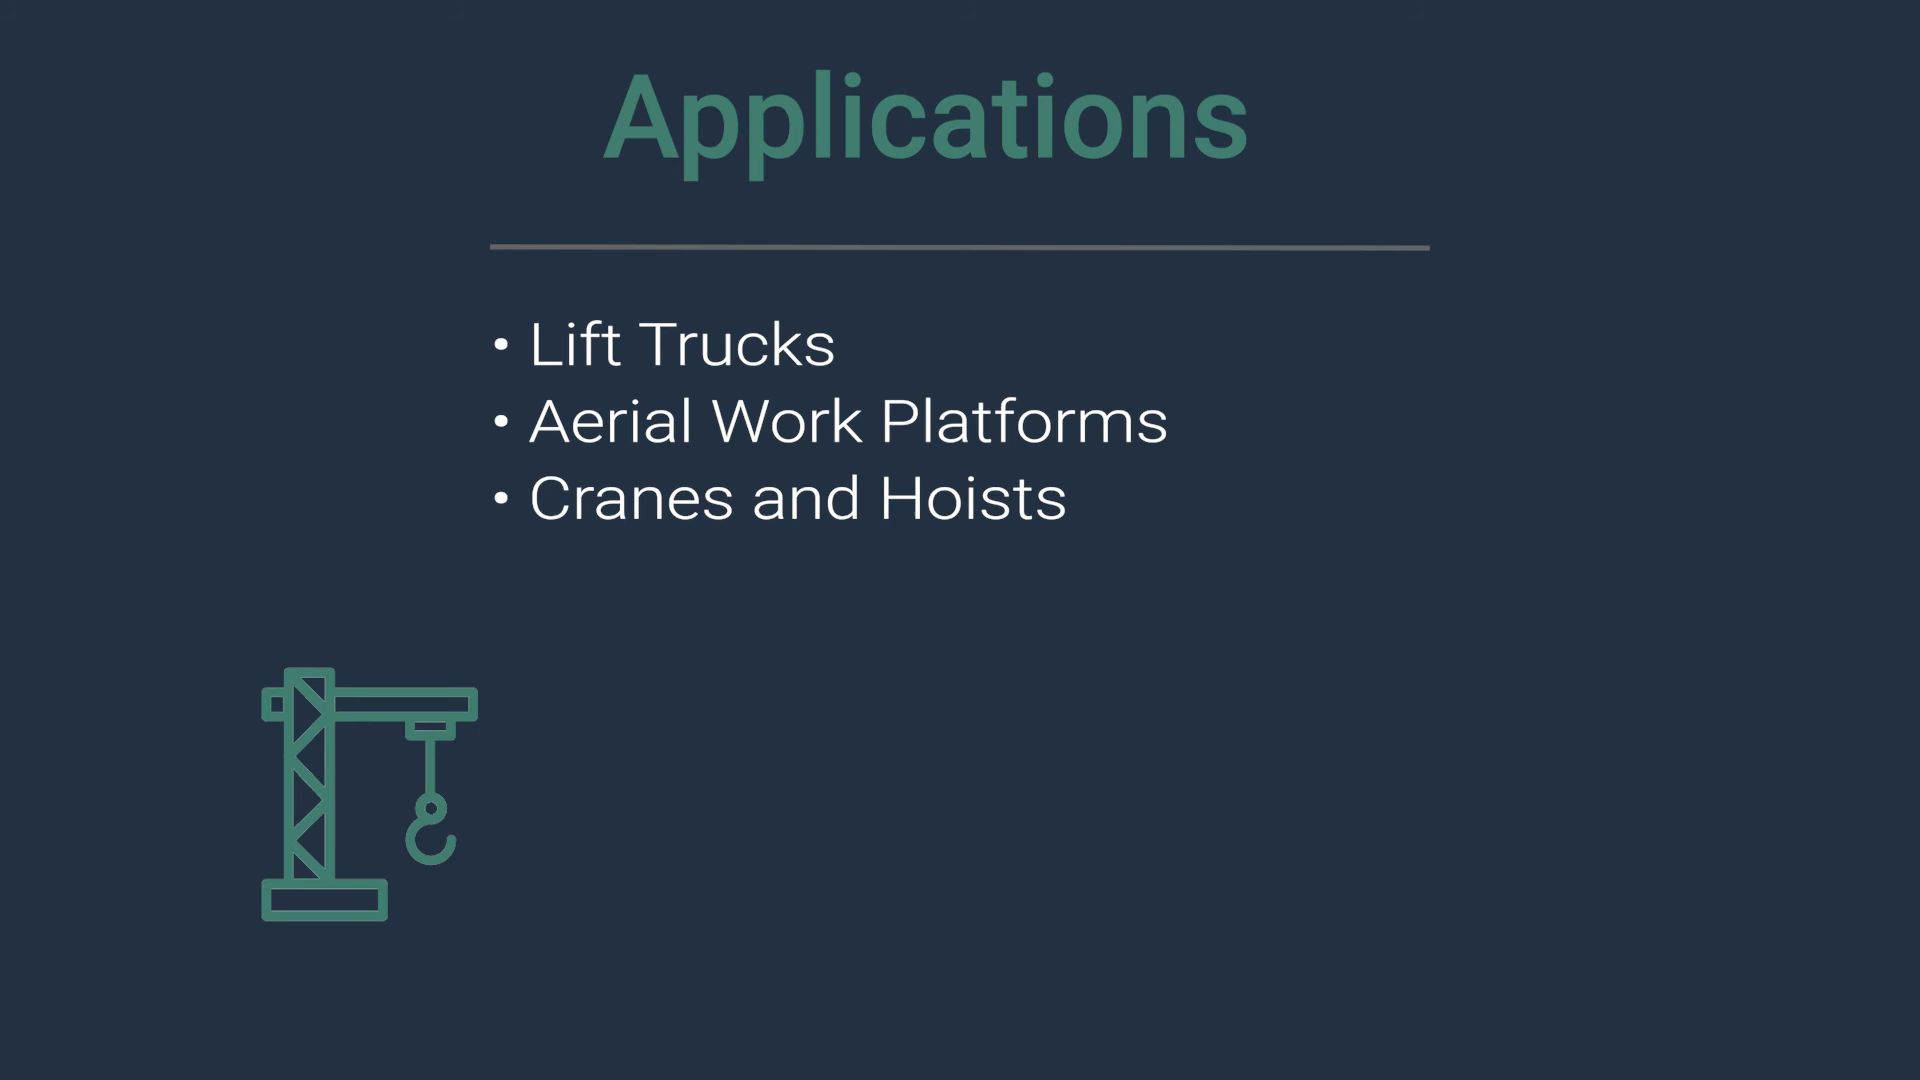 Applications
• Lift Trucks
• Aerial Work Platforms
• Cranes and Hoists